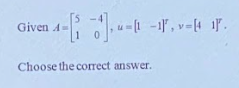 Given A = [5 -4; 1 0], u = [1 -1]ᵀ, v = [4 1]ᵀ.
Choose the correct answer.